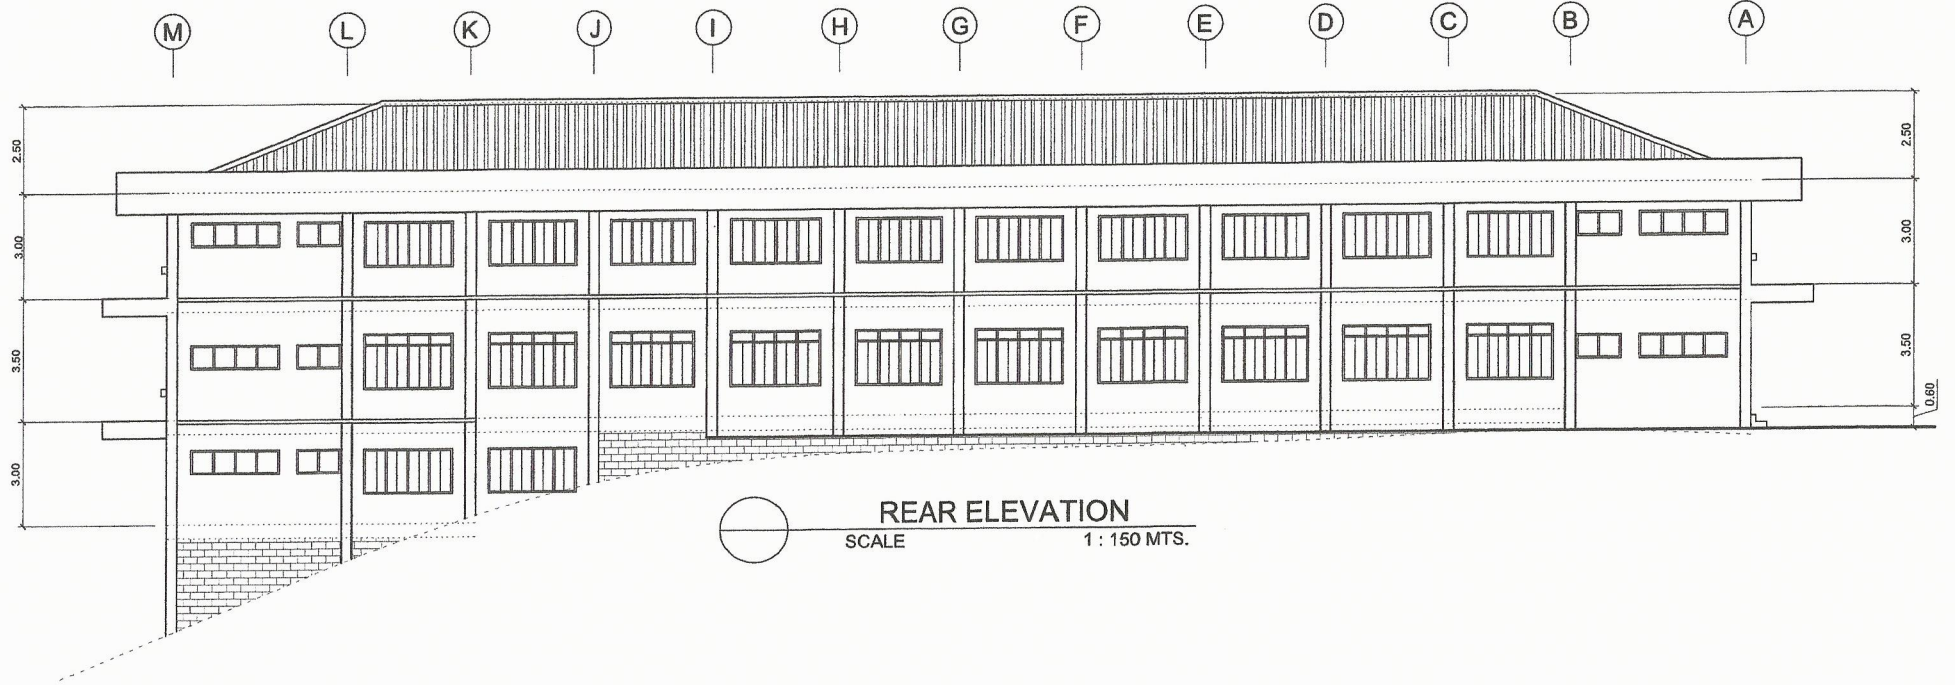 M L K J I H G F E D C B A
2.50
3.00
3.50
3.00
2.50
3.00
3.50
0.60
REAR ELEVATION
SCALE 1 : 150 MTS.